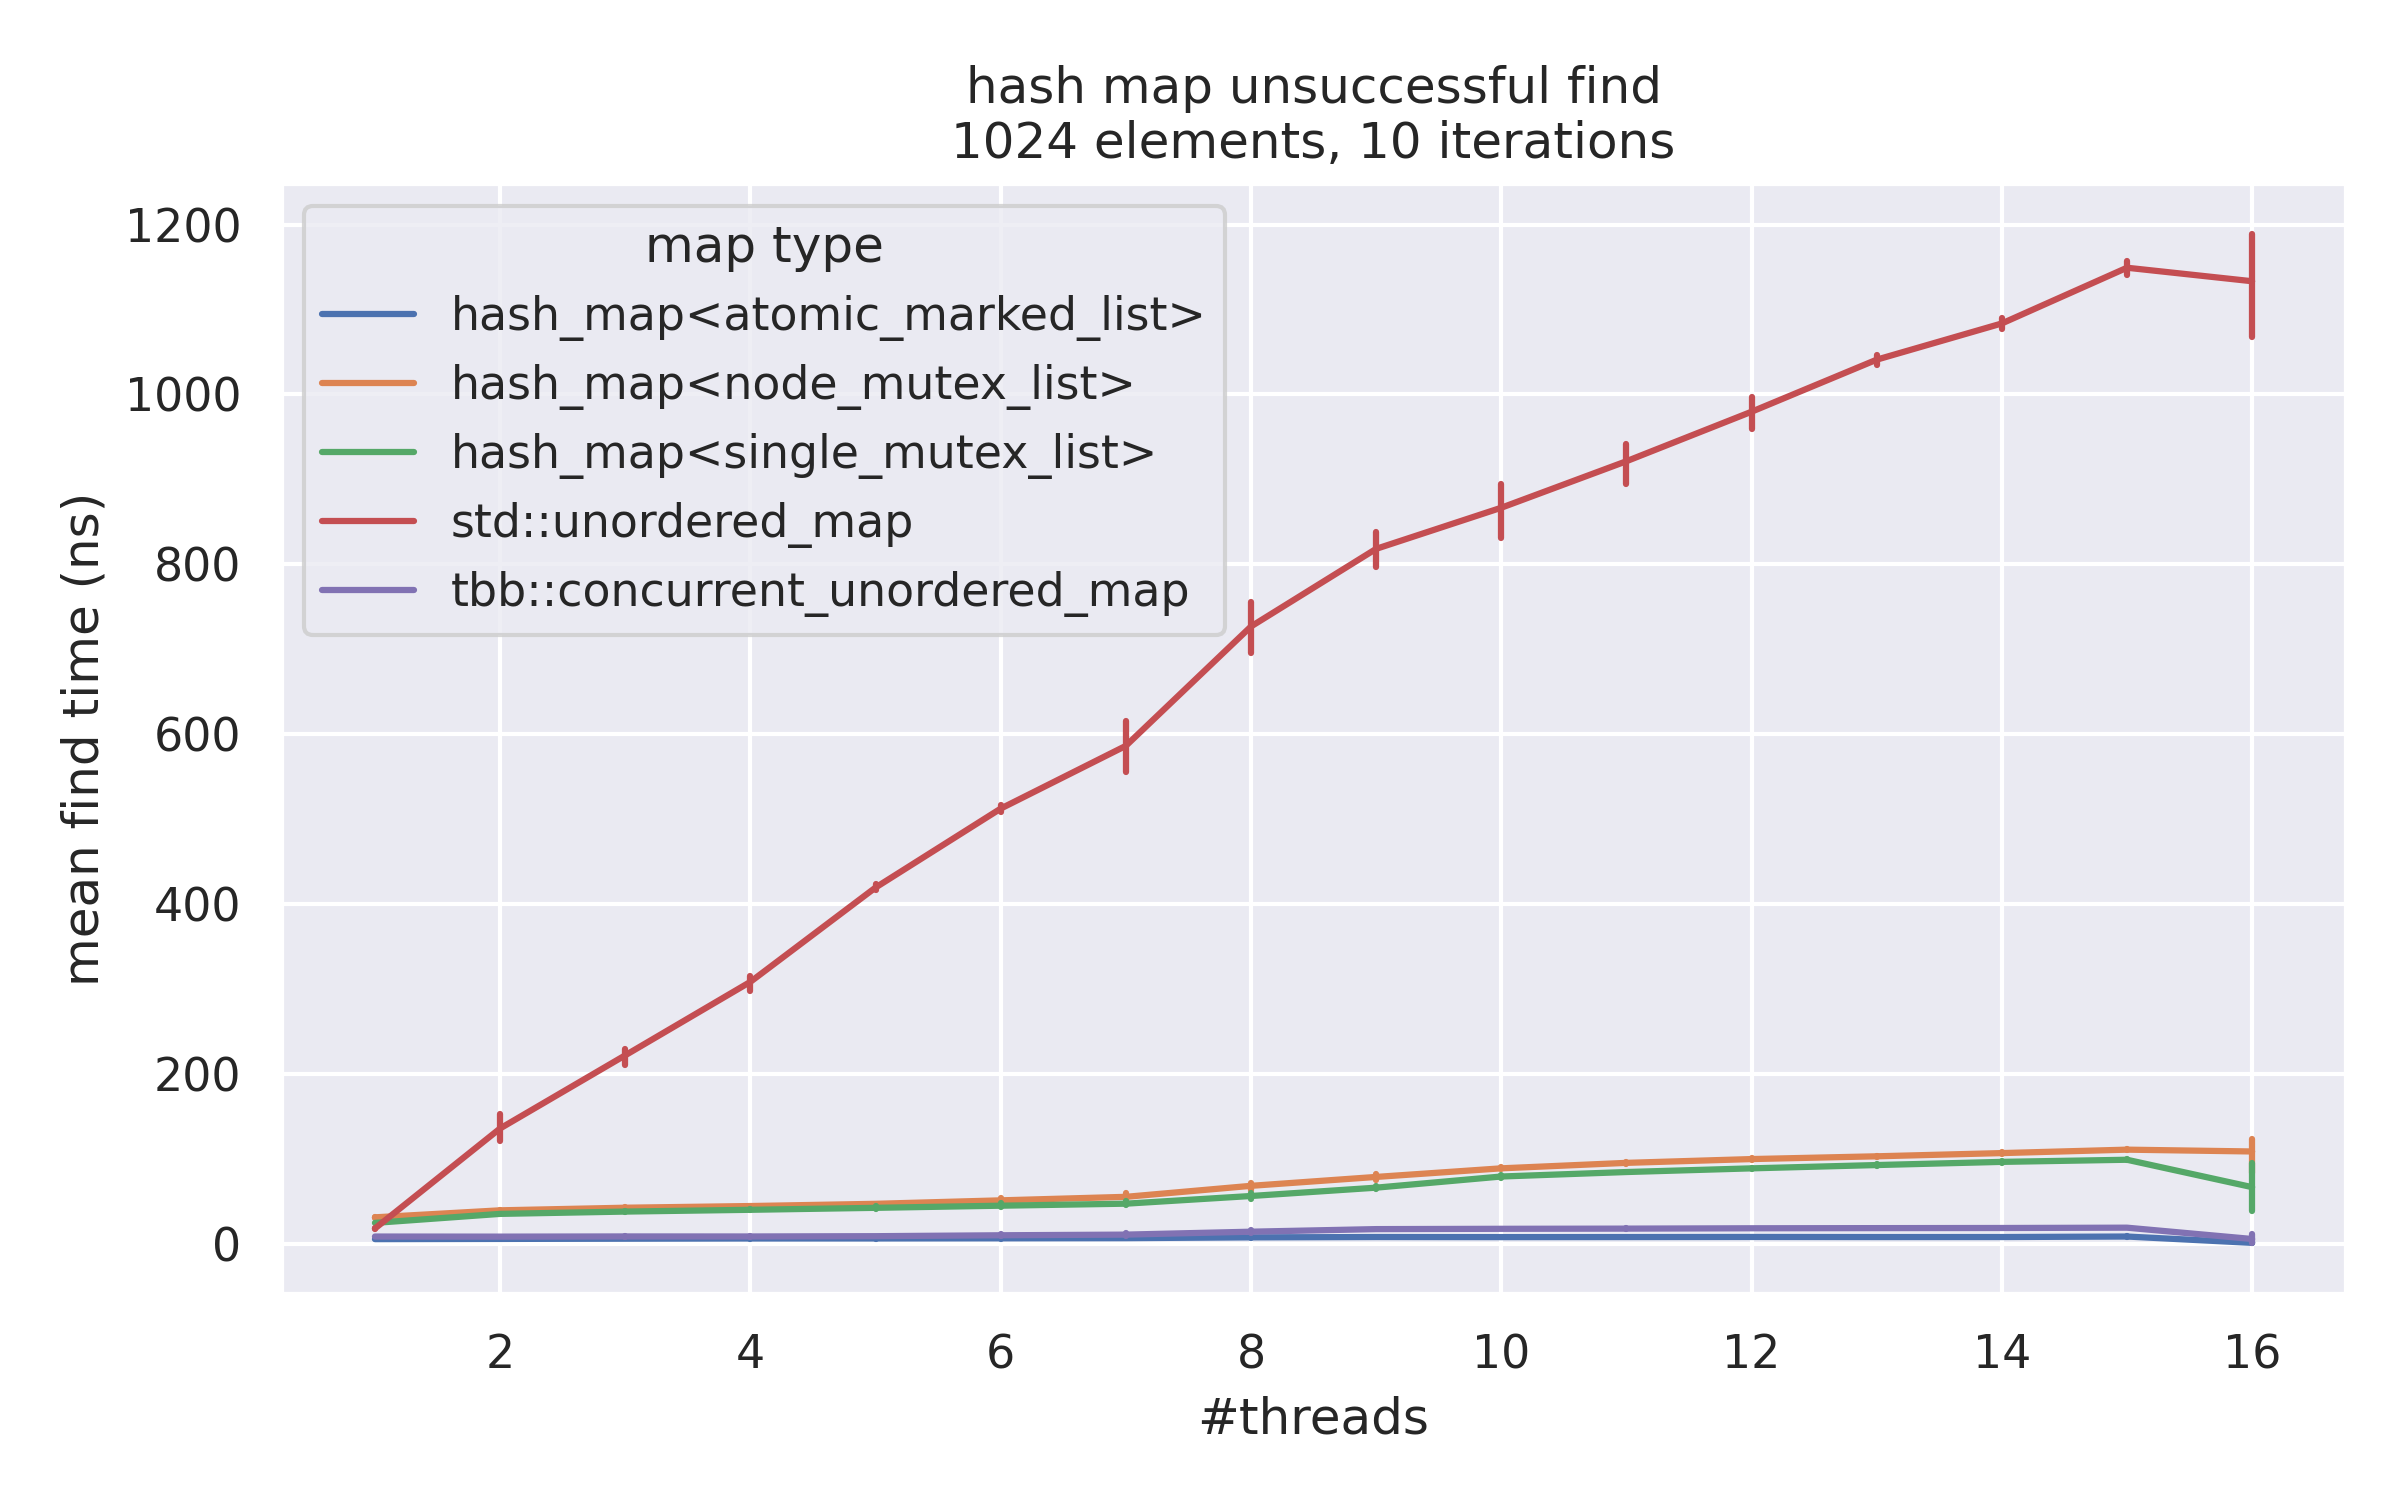 hash map unsuccessful find
1024 elements, 10 iterations
map type
hash_map<atomic_marked_list>
hash_map<node_mutex_list>
hash_map<single_mutex_list>
std::unordered_map
tbb::concurrent_unordered_map
mean find time (ns)
1200
1000
800
600
400
200
0
2 4 6 8 10 12 14 16
#threads